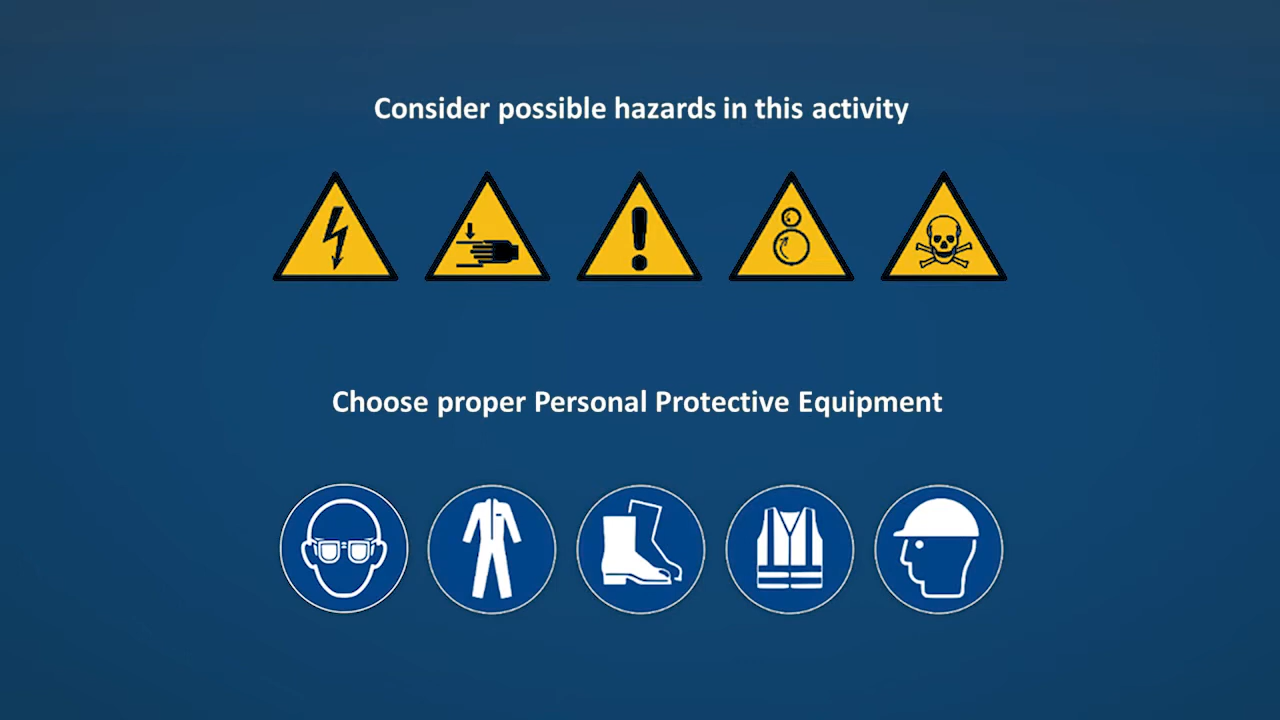 Consider possible hazards in this activity
Choose proper Personal Protective Equipment